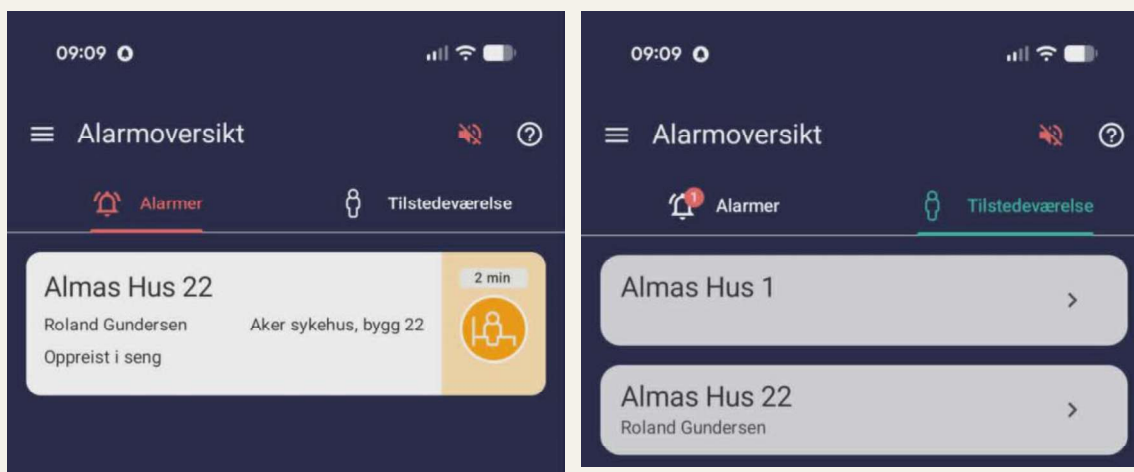 09:09
Alarmoversikt
Alarmer
Tilstedeværelse
Almas Hus 22
2 min
Roland Gundersen
Aker sykehus, bygg 22
Oppreist i seng
09:09
Alarmoversikt
1
Alarmer
Tilstedeværelse
Almas Hus 1
Almas Hus 22
Roland Gundersen